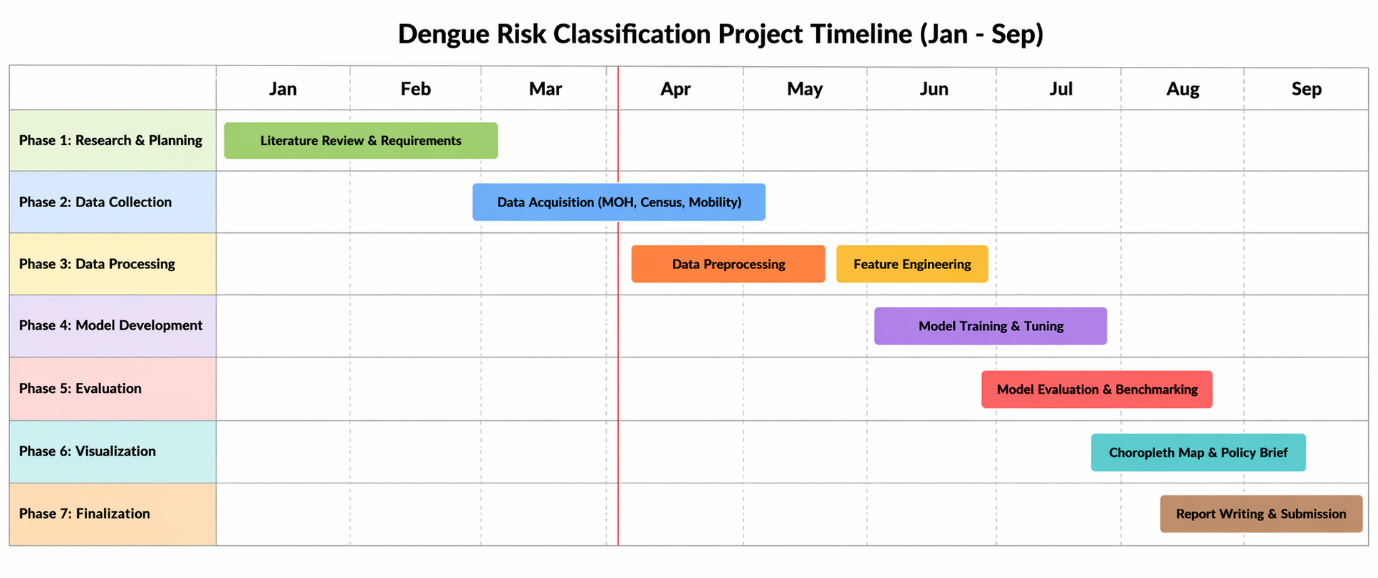 Dengue Risk Classification Project Timeline (Jan - Sep)
Jan Feb Mar Apr May Jun Jul Aug Sep
Phase 1: Research & Planning Literature Review & Requirements
Phase 2: Data Collection Data Acquisition (MOH, Census, Mobility)
Phase 3: Data Processing Data Preprocessing Feature Engineering
Phase 4: Model Development Model Training & Tuning
Phase 5: Evaluation Model Evaluation & Benchmarking
Phase 6: Visualization Choropleth Map & Policy Brief
Phase 7: Finalization Report Writing & Submission